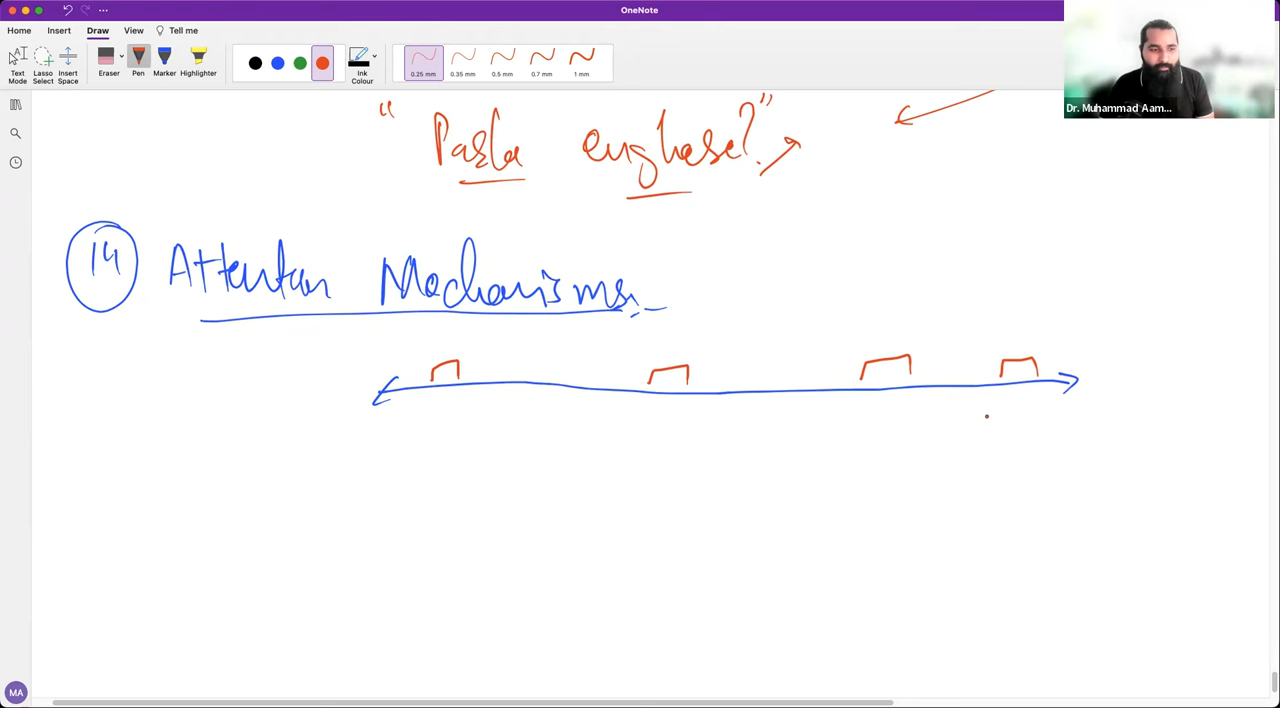 OneNote
Home Insert Draw View Tell me
Text Mode Lasso Select Insert Space Eraser Pen Marker Highlighter Ink Colour 0.25 mm 0.35 mm 0.5 mm 0.7 mm 1 mm
Dr. Muhammad Aam...
" Pasta "
14 Attention Mechanisms:-
MA